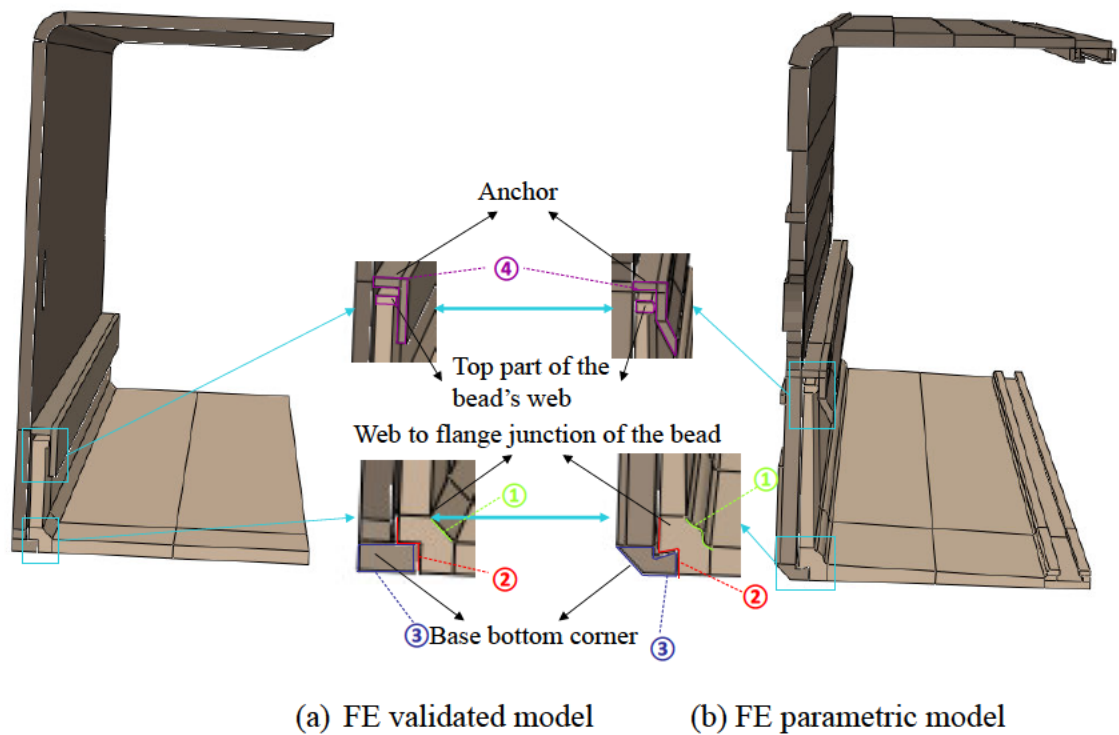 Anchor
④
Top part of the
bead's web
Web to flange junction of the bead
①
①
②
②
③Base bottom corner
③
(a) FE validated model
(b) FE parametric model